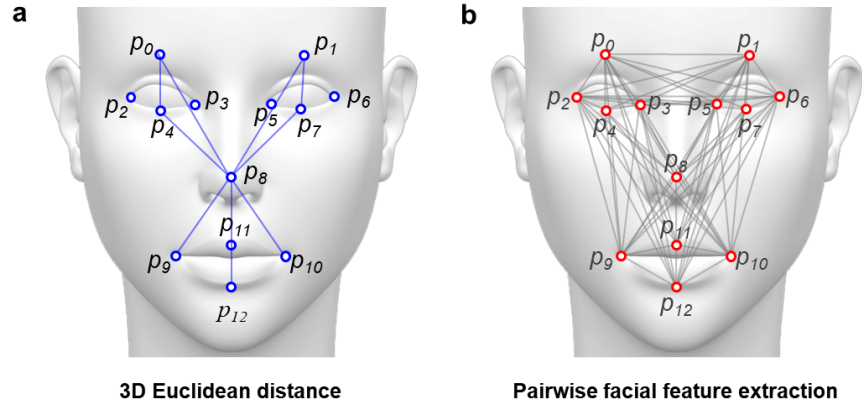 a
b
p0
p1
p2
p3
p4
p5
p6
p7
p8
p9
p10
p11
p12
p0
p1
p2
p3
p4
p5
p6
p7
p8
p9
p10
p11
p12
3D Euclidean distance
Pairwise facial feature extraction